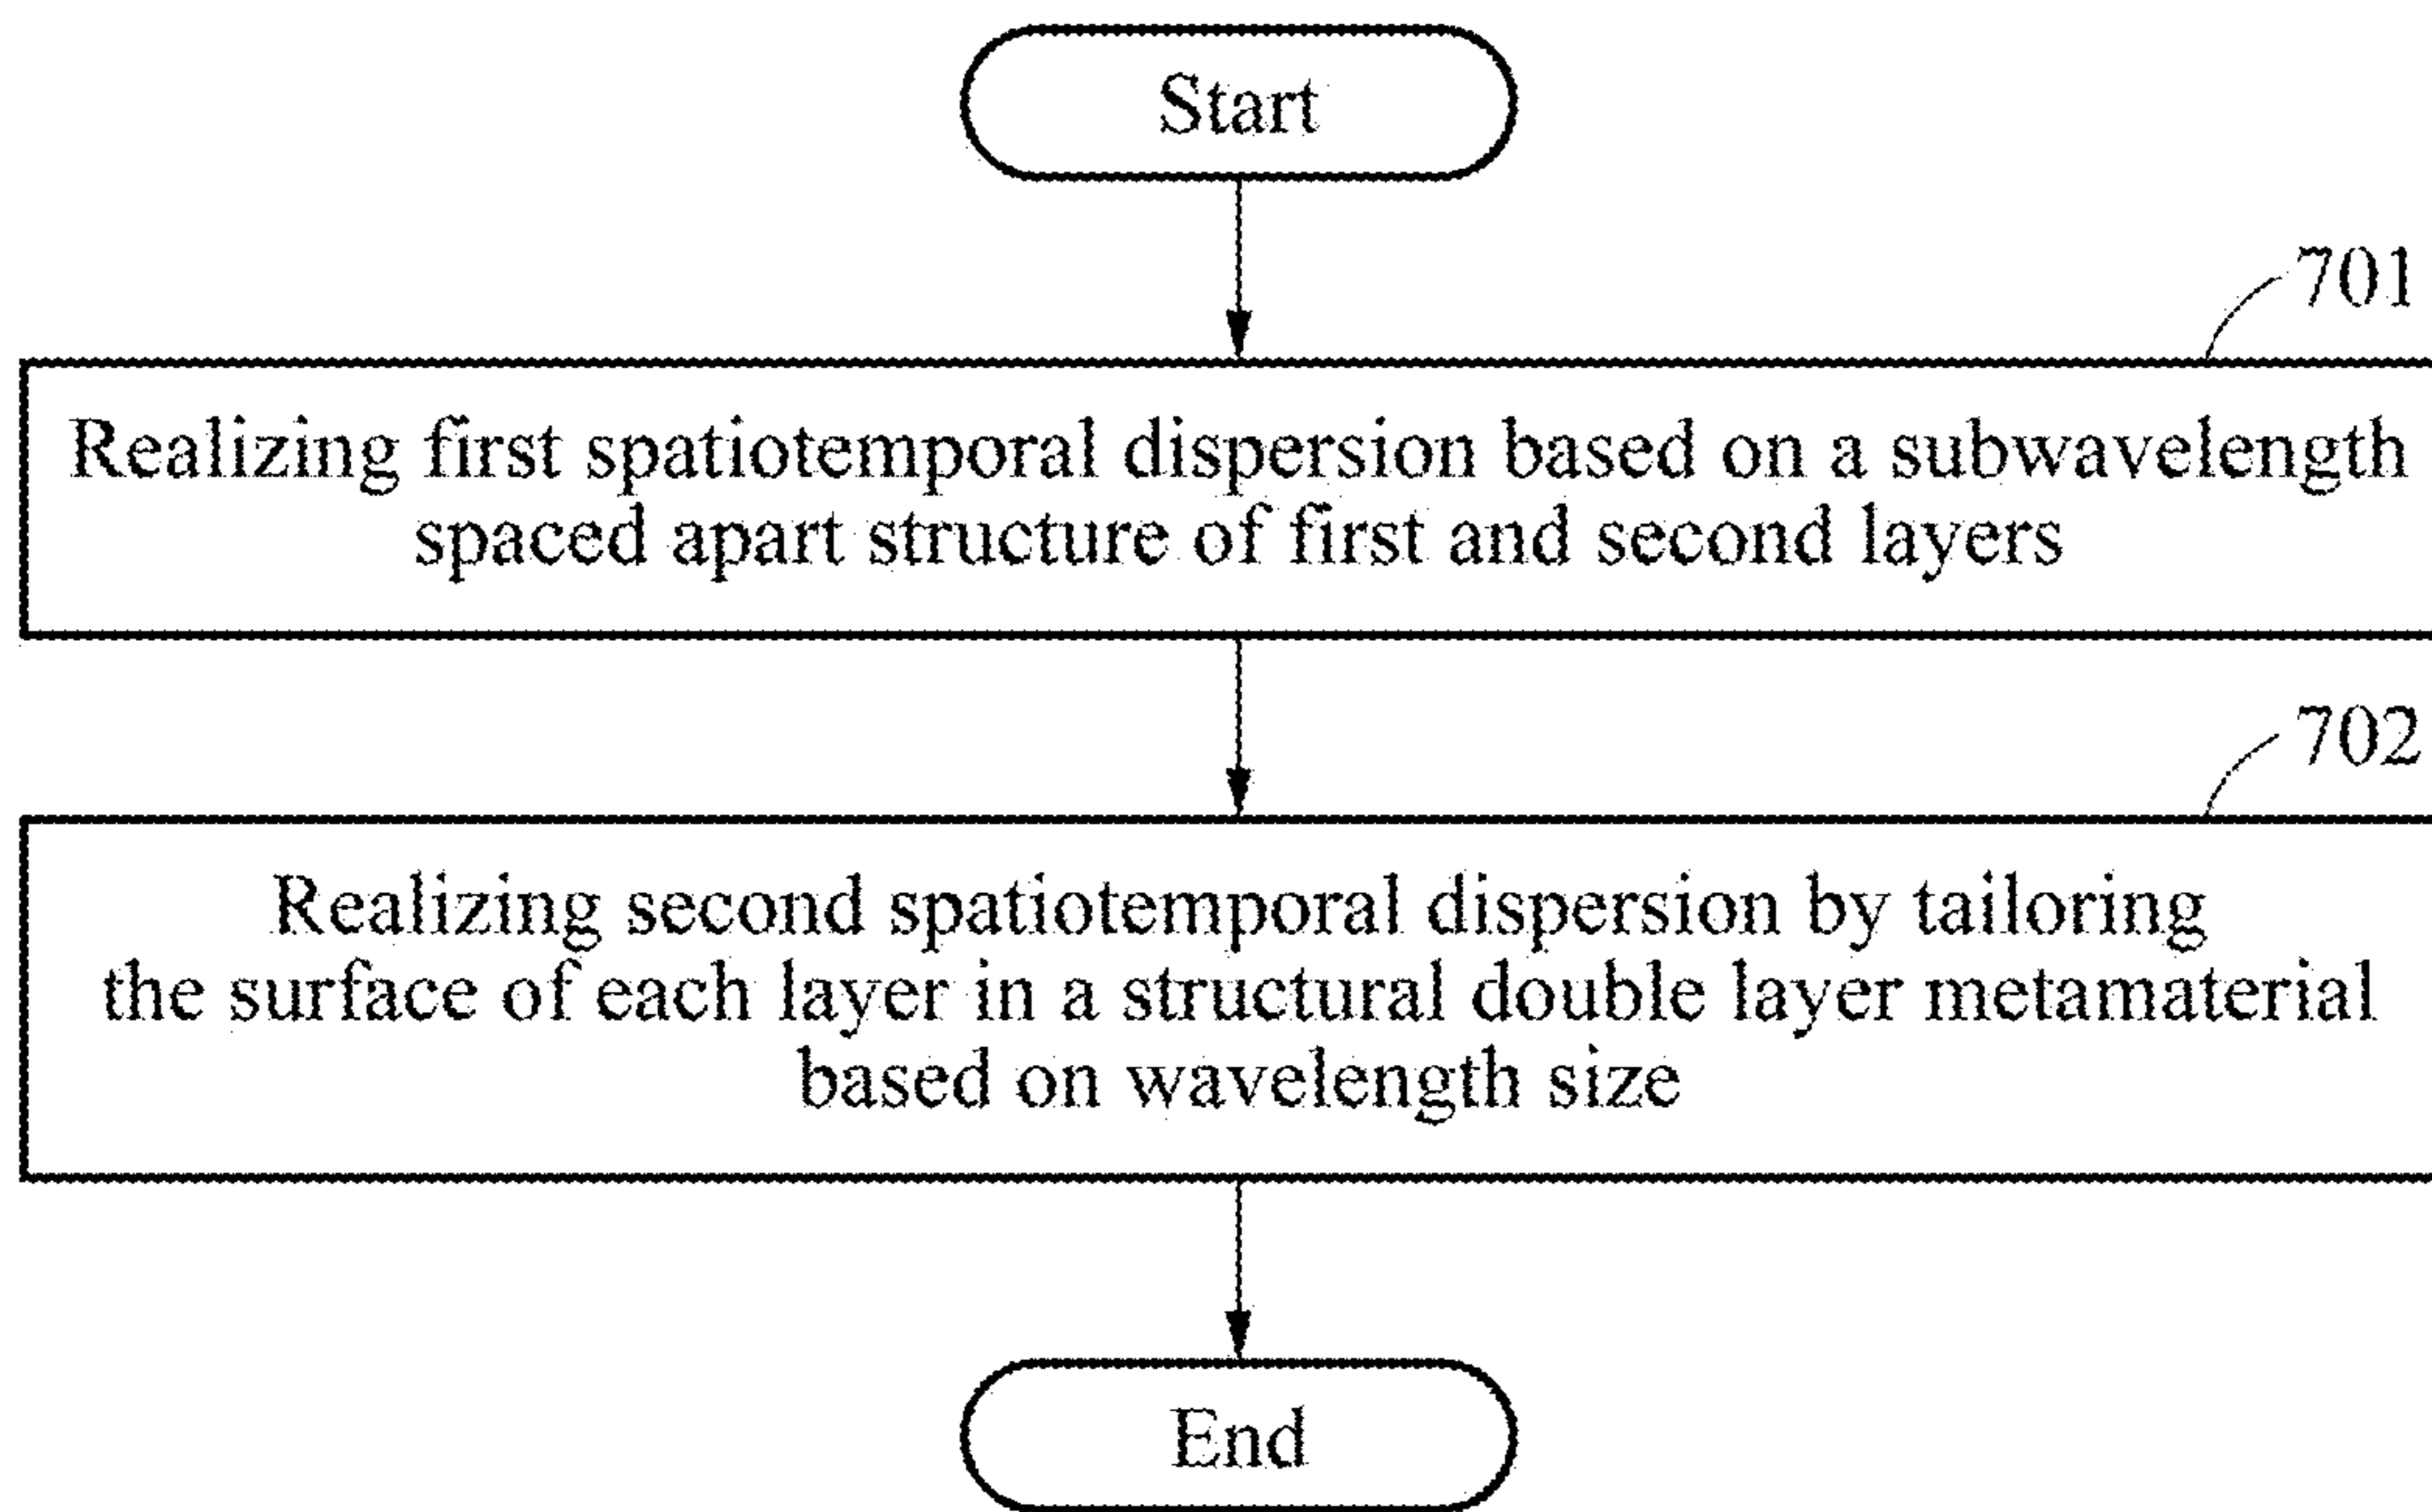 Start
701
Realizing first spatiotemporal dispersion based on a subwavelength
spaced apart structure of first and second layers
702
Realizing second spatiotemporal dispersion by tailoring
the surface of each layer in a structural double layer metamaterial
based on wavelength size
End